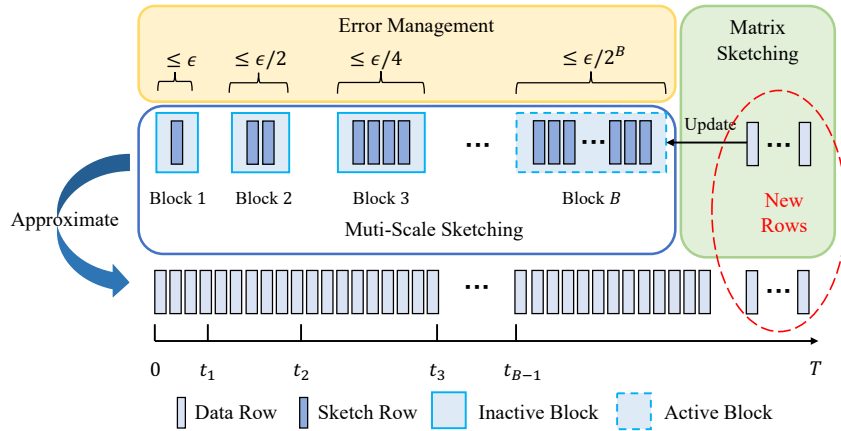 Error Management
Matrix
Sketching
≤ ϵ
≤ ϵ/2
≤ ϵ/4
≤ ϵ/2^B
...
...
Update
...
Block 1
Block 2
Block 3
Block B
New
Rows
Approximate
Muti-Scale Sketching
...
...
0
t_1
t_2
t_3
t_{B−1}
T
Data Row
Sketch Row
Inactive Block
Active Block